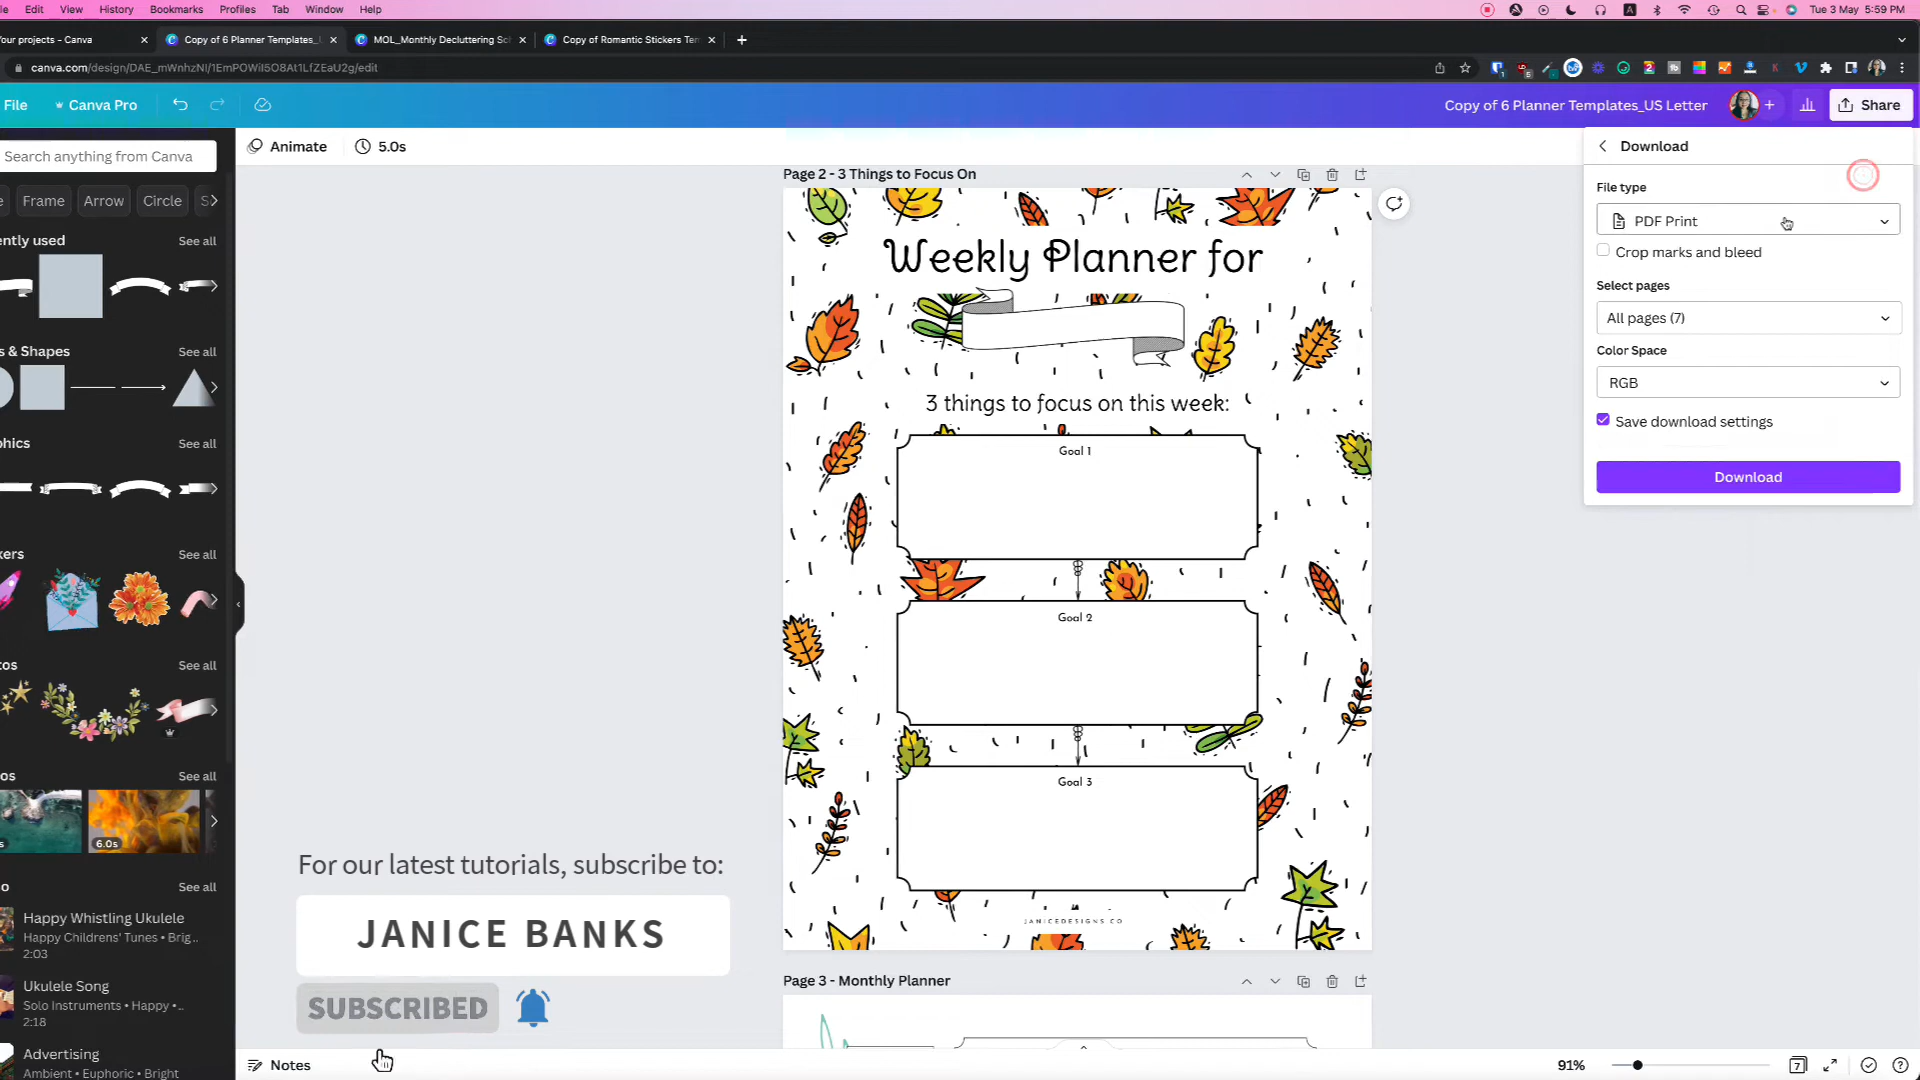 Edit View History Bookmarks Profiles Tab Window Help
Tue 3 May 5:59 PM
Your projects – Canva
Copy of 6 Planner Templates_
MOL_Monthly Decluttering Sch
Copy of Romantic Stickers Tem
canva.com/design/DAE_mWnhzNI/1EmPOWiI5O8At1LfZEaU2g/edit
File Canva Pro
Copy of 6 Planner Templates_US Letter
Share
Search anything from Canva
Frame Arrow Circle
ently used See all
s & Shapes See all
phics See all
kers See all
tos See all
os See all
6.0s
o See all
Happy Whistling Ukulele
Happy Childrens' Tunes • Brig..
2:03
Ukulele Song
Solo Instruments • Happy •..
2:18
Advertising
Ambient • Euphoric • Bright
Animate 5.0s
Page 2 - 3 Things to Focus On
Weekly Planner for
3 things to focus on this week:
Goal 1
Goal 2
Goal 3
JANICEDESIGNS.CO
Page 3 - Monthly Planner
For our latest tutorials, subscribe to:
JANICE BANKS
SUBSCRIBED
Notes
91%
7
Download
File type
PDF Print
Crop marks and bleed
Select pages
All pages (7)
Color Space
RGB
Save download settings
Download